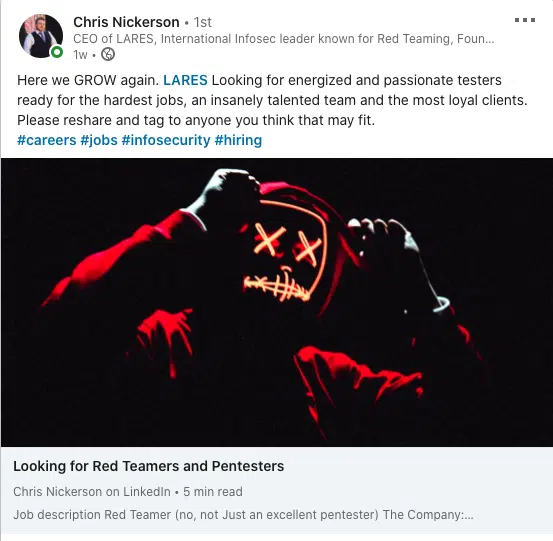 Chris Nickerson • 1st
CEO of LARES, International Infosec leader known for Red Teaming, Foun...
1w •
Here we GROW again. LARES Looking for energized and passionate testers
ready for the hardest jobs, an insanely talented team and the most loyal clients.
Please reshare and tag to anyone you think that may fit.
#careers #jobs #infosecurity #hiring
Looking for Red Teamers and Pentesters
Chris Nickerson on LinkedIn • 5 min read
Job description Red Teamer (no, not Just an excellent pentester) The Company:...